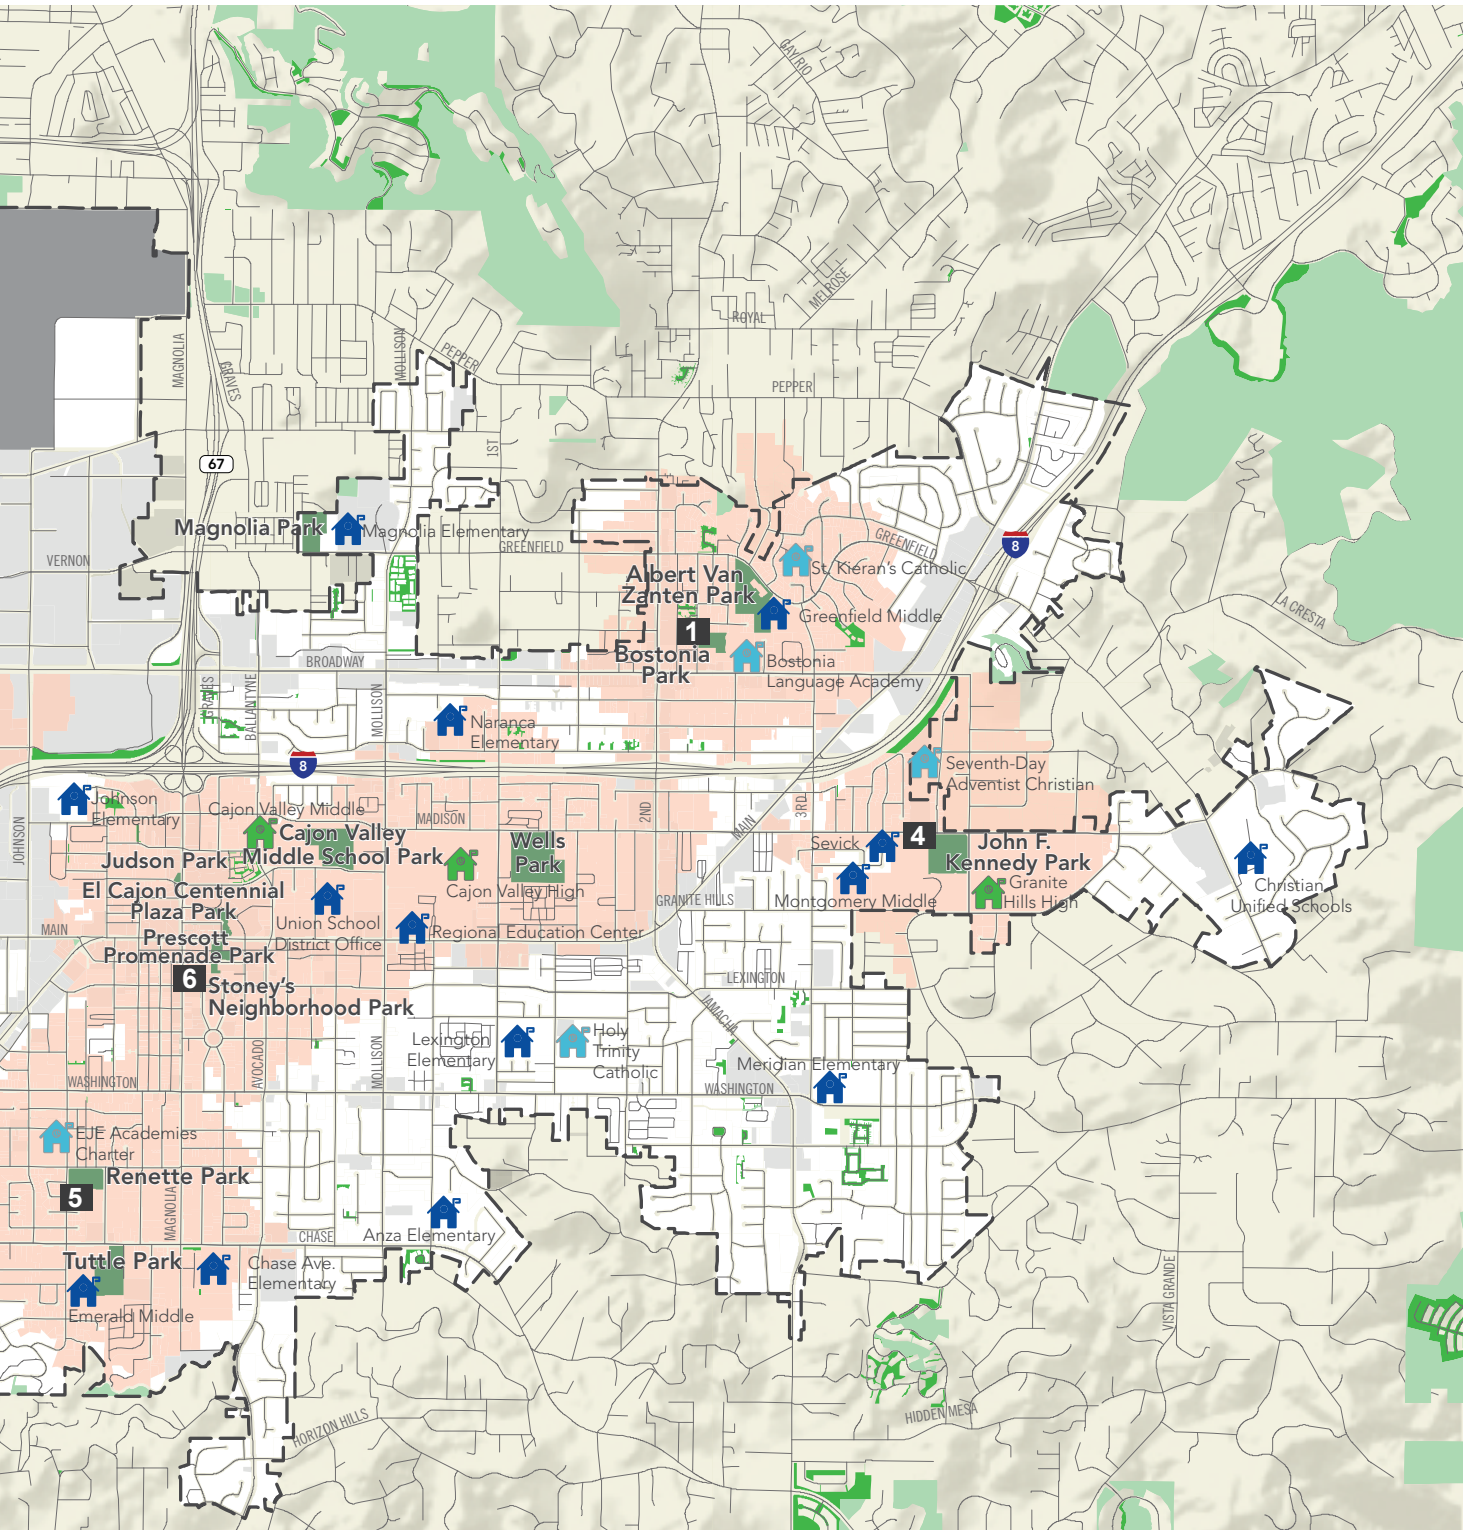 GAY RIO
MELROSE
ROYAL
MAGNOLIA
GRAVES
MOLLISON
PEPPER
PEPPER
67
1ST
Magnolia Park
Magnolia Elementary
GREENFIELD
GREENFIELD
8
VERNON
St. Kieran's Catholic
Albert Van
Zanten Park
LA CRESTA
Greenfield Middle
1
Bostonia
Park
BROADWAY
Bostonia
Language Academy
GRAVES
BALLANTYNE
MOLLISON
Naranca
Elementary
8
Seventh-Day
Adventist Christian
Johnson
Elementary
Cajon Valley Middle
MADISON
2ND
3RD
MAIN
JOHNSON
Cajon Valley
Middle School Park
Wells
Park
Sevick
4
John F.
Kennedy Park
Judson Park
Cajon Valley High
Granite
Hills High
Christian
Unified Schools
El Cajon Centennial
Plaza Park
GRANITE HILLS
Montgomery Middle
Union School
District Office
Regional Education Center
MAIN
Prescott
Promenade Park
6
Stoney's
Neighborhood Park
LEXINGTON
JAMACHA
Lexington
Elementary
Holy
Trinity
Catholic
AVOCADO
MOLLISON
Meridian Elementary
WASHINGTON
WASHINGTON
EJE Academies
Charter
Renette Park
5
MAGNOLIA
CHASE
Anza Elementary
Tuttle Park
Chase Ave.
Elementary
Emerald Middle
VISTA GRANDE
HORIZON HILLS
HIDDEN MESA